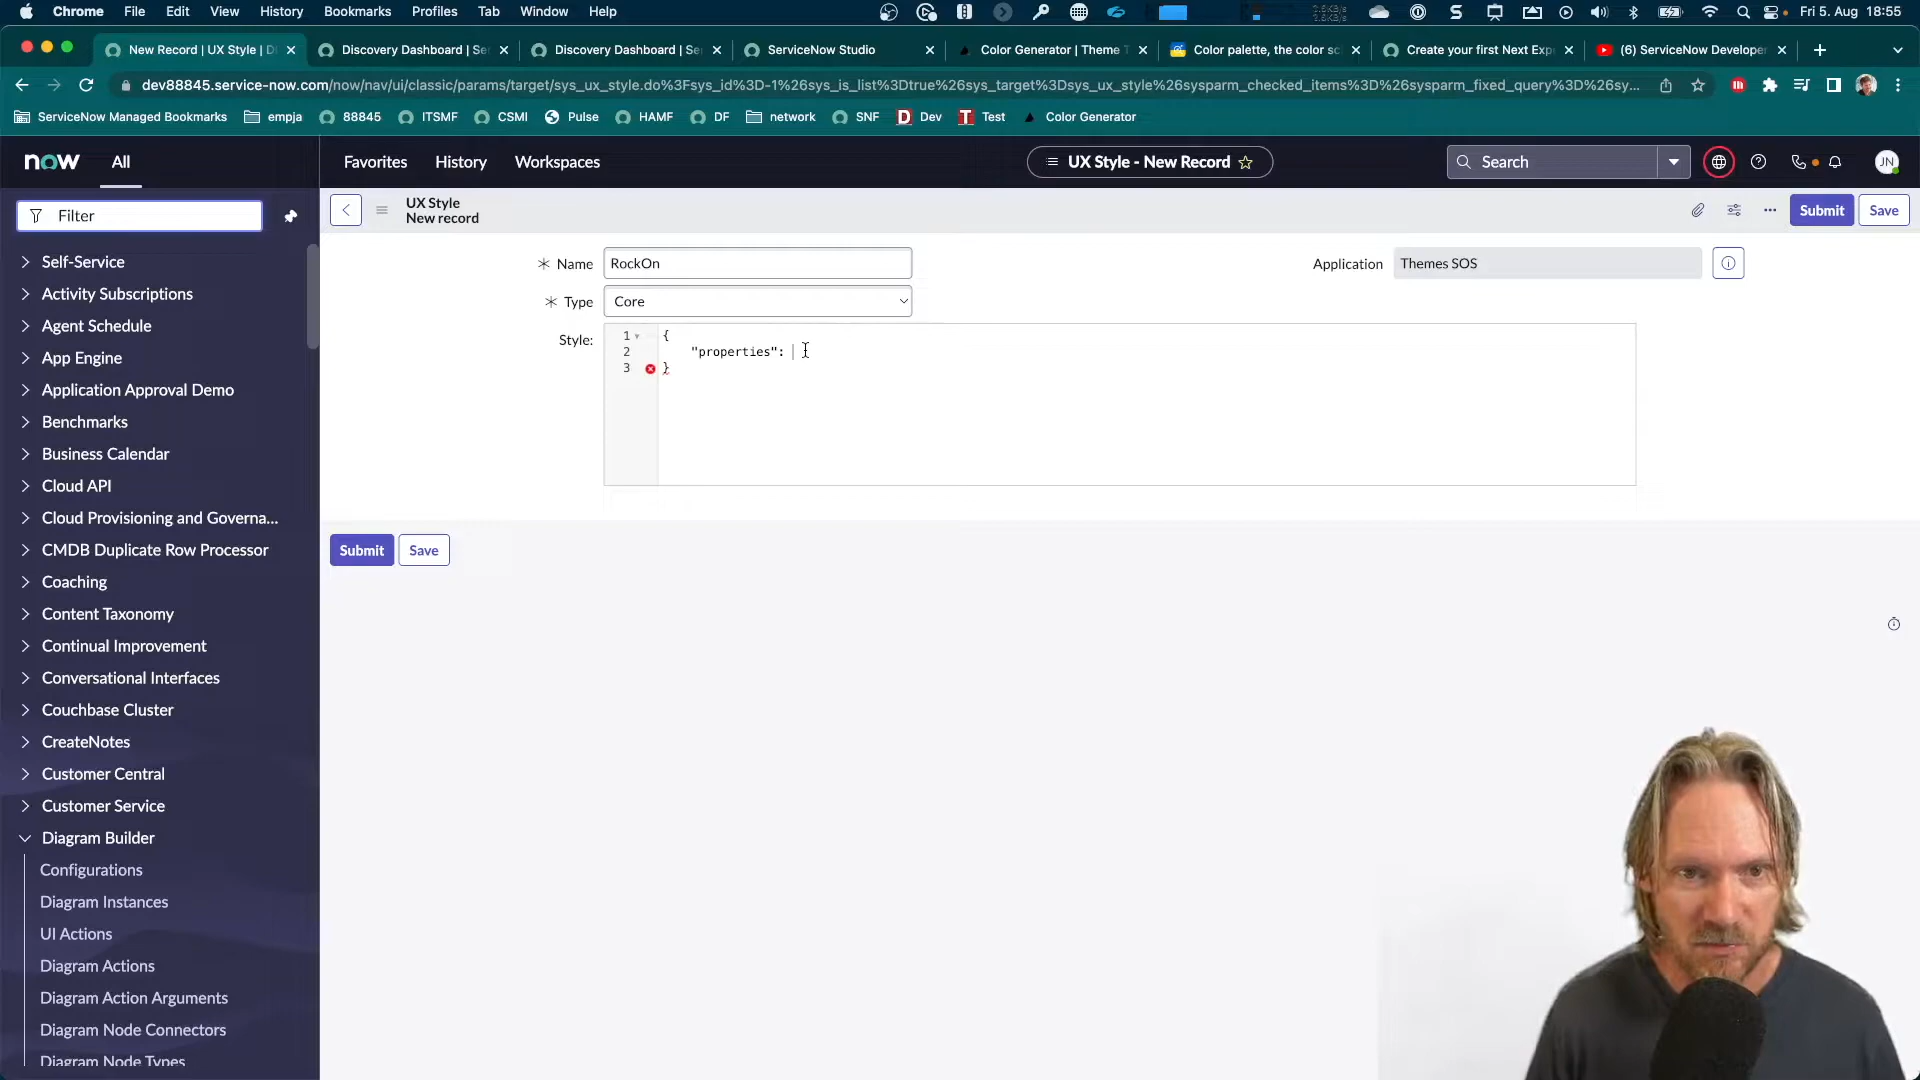 Chrome File Edit View History Bookmarks Profiles Tab Window Help Fri 5. Aug 18:55
New Record | UX Style | D Discovery Dashboard | Se Discovery Dashboard | Se ServiceNow Studio Color Generator | Theme T Color palette, the color sc Create your first Next Exp (6) ServiceNow Developer
dev88845.service-now.com/now/nav/ui/classic/params/target/sys_ux_style.do%3Fsys_id%3D-1%26sys_is_list%3Dtrue%26sys_target%3Dsys_ux_style%26sysparm_checked_items%3D%26sysparm_fixed_query%3D%26sy...
ServiceNow Managed Bookmarks empja 88845 ITSMF CSMI Pulse HAMF DF network SNF Dev Test Color Generator
now All Favorites History Workspaces UX Style - New Record Search JN
Filter
UX Style
New record
Submit Save
Name RockOn
Application Themes SOS
Type Core
Style:
1 {
2 "properties":
3 }
Submit Save
Self-Service
Activity Subscriptions
Agent Schedule
App Engine
Application Approval Demo
Benchmarks
Business Calendar
Cloud API
Cloud Provisioning and Governa...
CMDB Duplicate Row Processor
Coaching
Content Taxonomy
Continual Improvement
Conversational Interfaces
Couchbase Cluster
CreateNotes
Customer Central
Customer Service
Diagram Builder
Configurations
Diagram Instances
UI Actions
Diagram Actions
Diagram Action Arguments
Diagram Node Connectors
Diagram Node Types